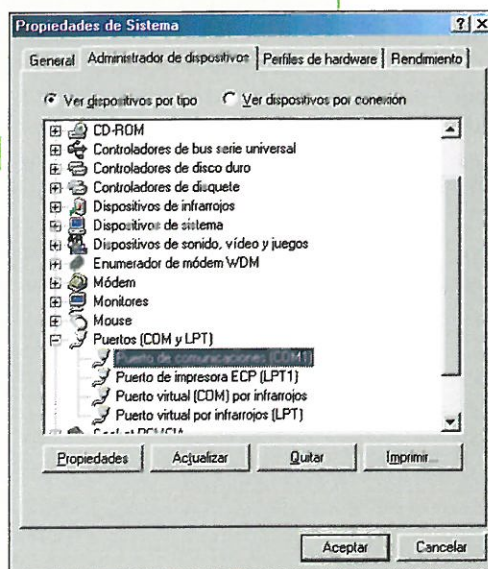 Propiedades de Sistema
General Administrador de dispositivos Perfiles de hardware Rendimiento
Ver dispositivos por tipo Ver dispositivos por conexión
CD-ROM
Controladores de bus serie universal
Controladores de disco duro
Controladores de disquete
Dispositivos de infrarrojos
Dispositivos de sistema
Dispositivos de sonido, vídeo y juegos
Enumerador de módem WDM
Módem
Monitores
Mouse
Puertos (COM y LPT)
Puerto de comunicaciones (COM1)
Puerto de impresora ECP (LPT1)
Puerto virtual (COM) por infrarrojos
Puerto virtual por infrarrojos (LPT)
Socket PCMCIA
Propiedades Actualizar Quitar Imprimir...
Aceptar Cancelar